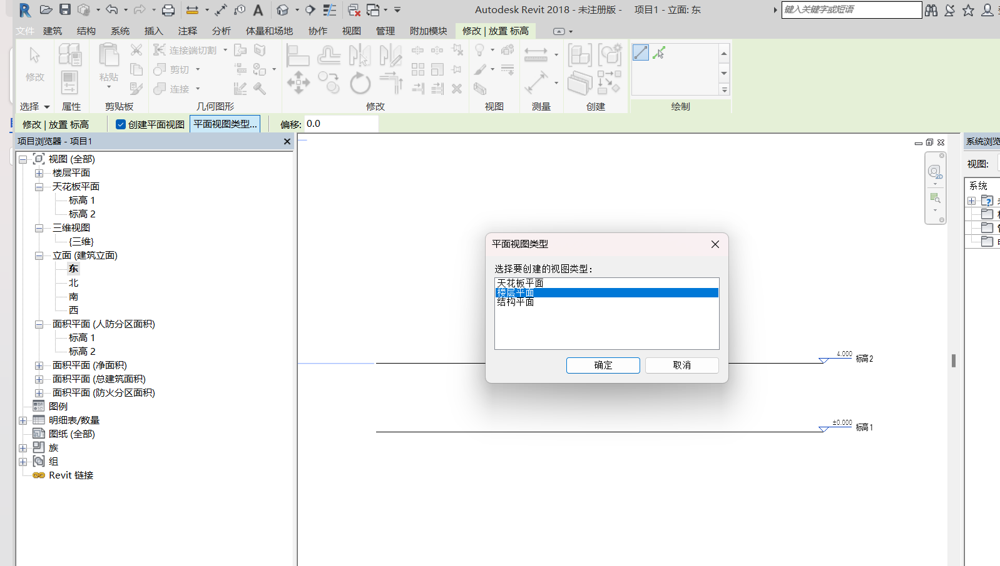 Autodesk Revit 2018 - 未注册版 - 项目1 - 立面: 东
键入关键字或短语
文件 建筑 结构 系统 插入 注释 分析 体量和场地 协作 视图 管理 附加模块 修改 | 放置 标高
修改
粘贴
连接端切割
剪切
连接
选择 属性 剪贴板 几何图形 修改 视图 测量 创建 绘制
修改 | 放置 标高 创建平面视图 平面视图类型... 偏移: 0.0
项目浏览器 - 项目1
视图 (全部)
楼层平面
天花板平面
标高 1
标高 2
三维视图
{三维}
立面 (建筑立面)
东
北
南
西
面积平面 (人防分区面积)
标高 1
标高 2
面积平面 (净面积)
面积平面 (总建筑面积)
面积平面 (防火分区面积)
图例
明细表/数量
图纸 (全部)
族
组
Revit 链接
平面视图类型
选择要创建的视图类型:
天花板平面
楼层平面
结构平面
确定 取消
4.000 标高2
±0.000 标高1
2D
系统浏览
视图:
系统